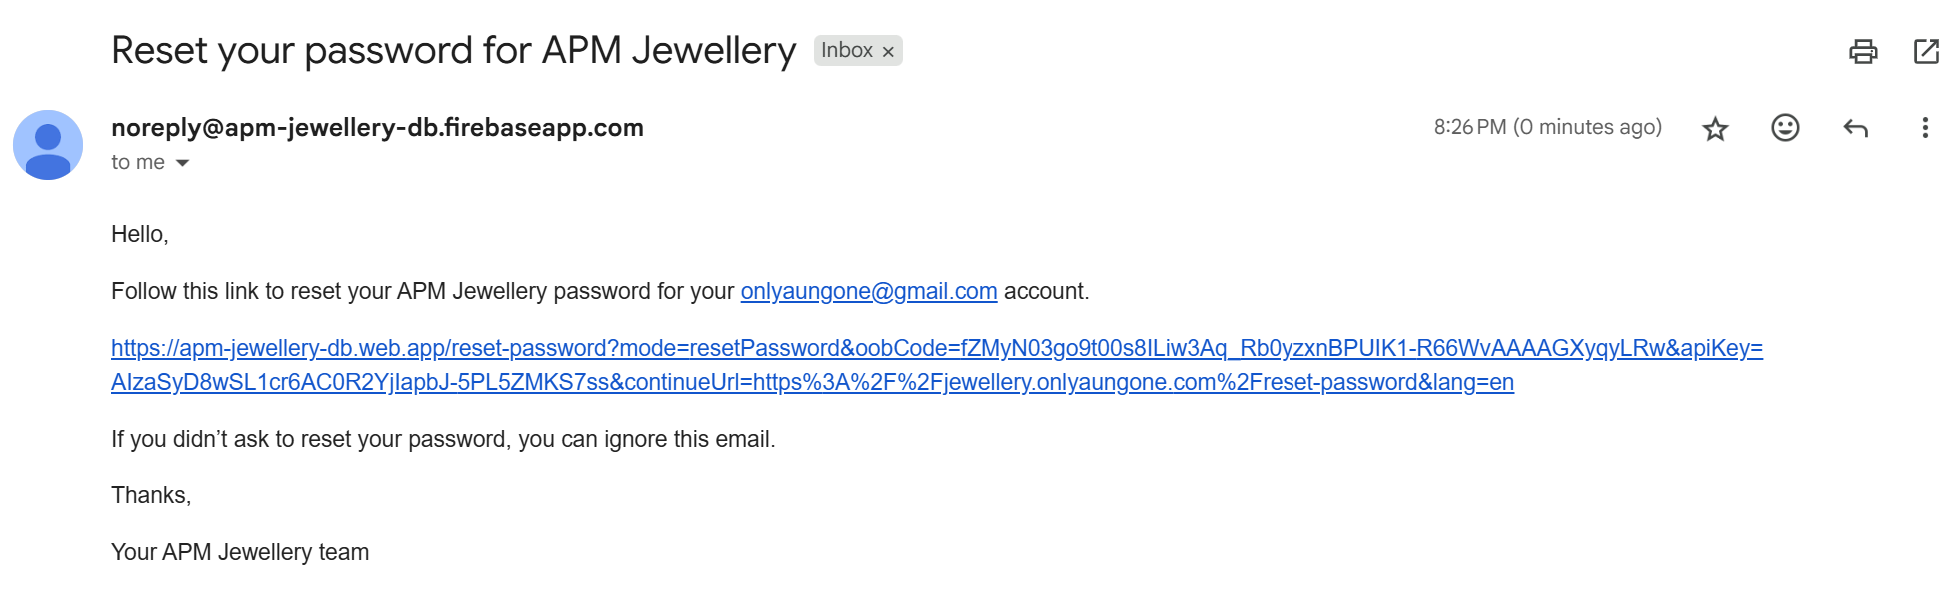 Reset your password for APM Jewellery Inbox ×
noreply@apm-jewellery-db.firebaseapp.com 8:26 PM (0 minutes ago)
to me
Hello,
Follow this link to reset your APM Jewellery password for your onlyaungone@gmail.com account.
https://apm-jewellery-db.web.app/reset-password?mode=resetPassword&oobCode=fZMyN03go9t00s8ILiw3Aq_Rb0yzxnBPUIK1-R66WvAAAAGXyqyLRw&apiKey=
AIzaSyD8wSL1cr6AC0R2YjIapbJ-5PL5ZMKS7ss&continueUrl=https%3A%2F%2Fjewellery.onlyaungone.com%2Freset-password&lang=en
If you didn’t ask to reset your password, you can ignore this email.
Thanks,
Your APM Jewellery team